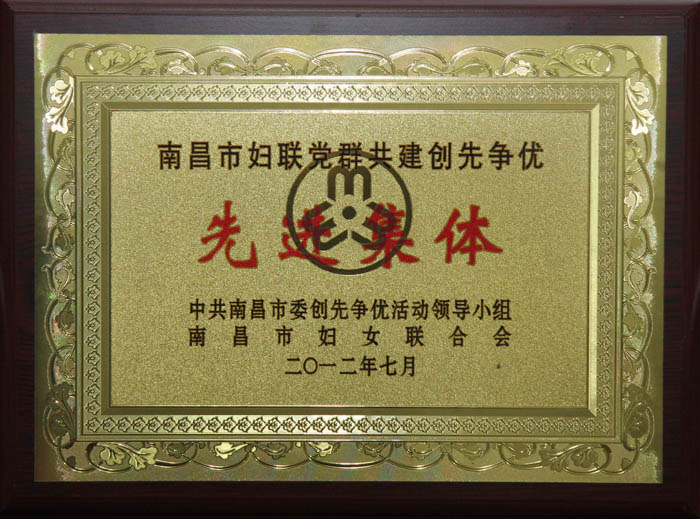 南昌市妇联党群共建创先争优
先进集体
中共南昌市委创先争优活动领导小组
南昌市妇女联合会
二〇一二年七月